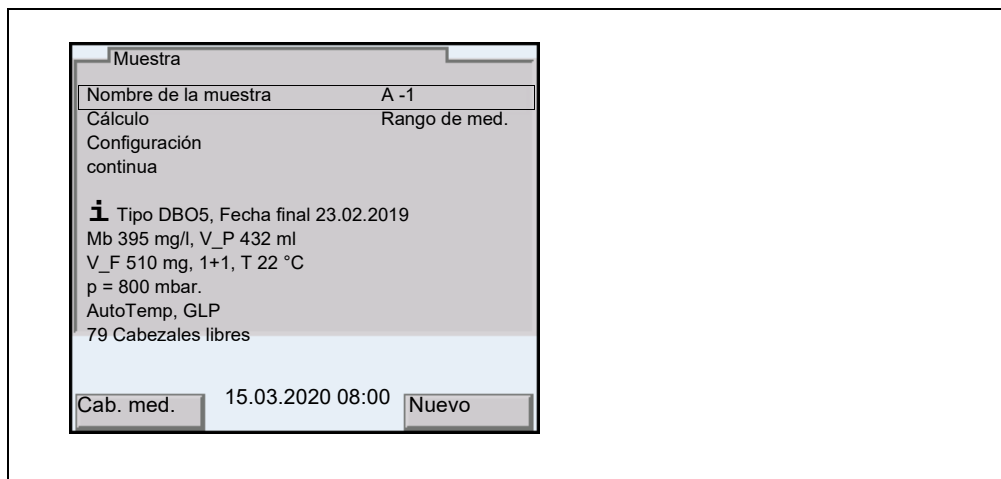 Muestra
Nombre de la muestra A -1
Cálculo Rango de med.
Configuración
continua
i Tipo DBO5, Fecha final 23.02.2019
Mb 395 mg/l, V_P 432 ml
V_F 510 mg, 1+1, T 22 °C
p = 800 mbar.
AutoTemp, GLP
79 Cabezales libres
Cab. med. 15.03.2020 08:00 Nuevo